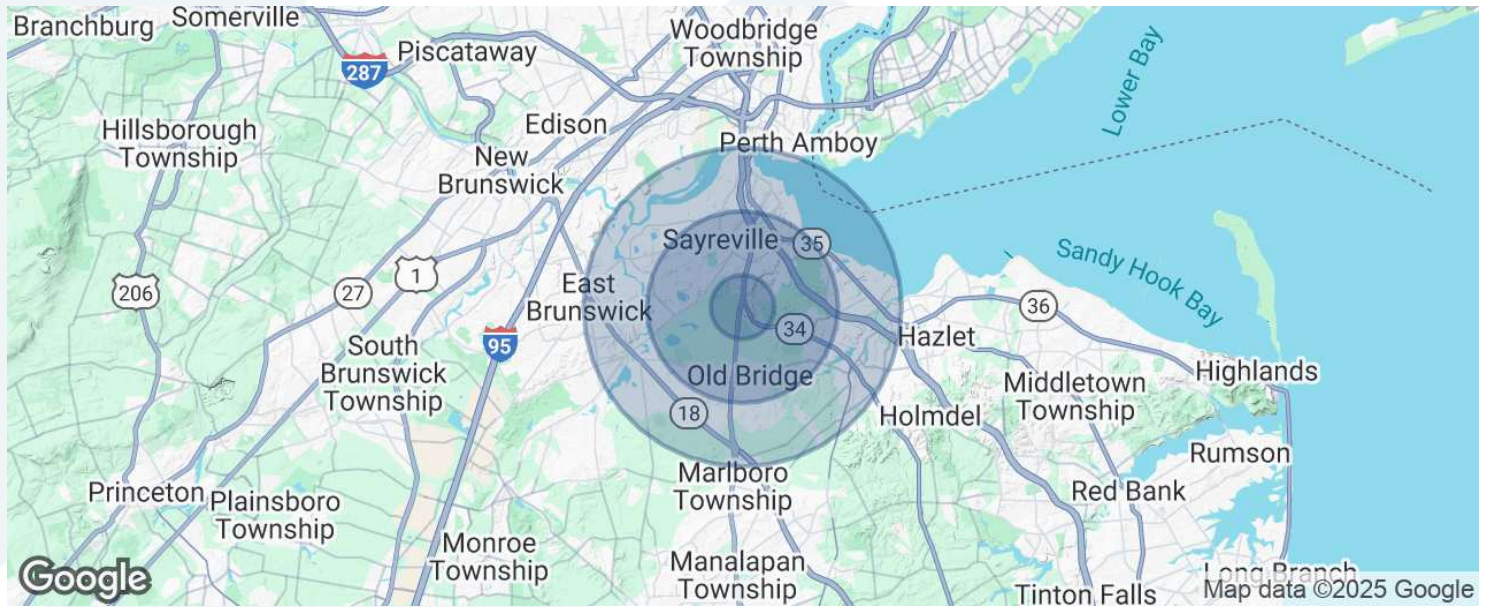 Branchburg
Somerville
Piscataway
287
Woodbridge
Township
Lower Bay
Hillsborough
Township
Edison
Perth Amboy
New
Brunswick
Sayreville
35
Sandy Hook Bay
206
27
1
East
Brunswick
36
34
Hazlet
95
South
Brunswick
Township
Old Bridge
Middletown
Township
Highlands
18
Holmdel
Rumson
Marlboro
Township
Red Bank
Princeton
Plainsboro
Township
Monroe
Township
Manalapan
Township
Tinton Falls
Long Branch
Google
Map data ©2025 Google